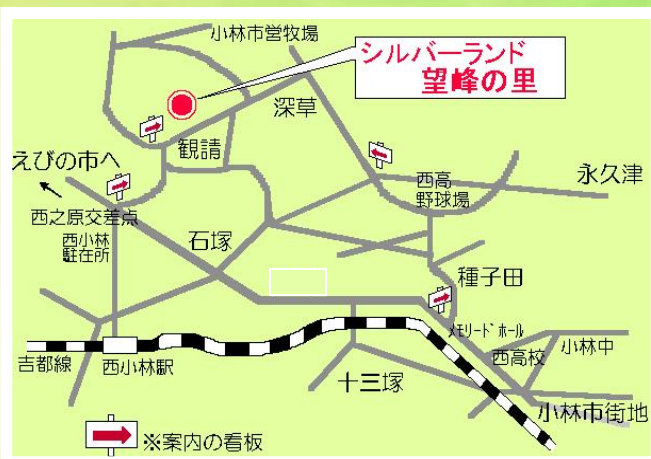 小林市営牧場
シルバーランド
望峰の里
深草
観請
えびの市へ
永久津
西高
野球場
西之原交差点
西小林
駐在所
石塚
種子田
メモリードホール
小林中
西高校
吉都線
西小林駅
十三塚
小林市街地
※案内の看板